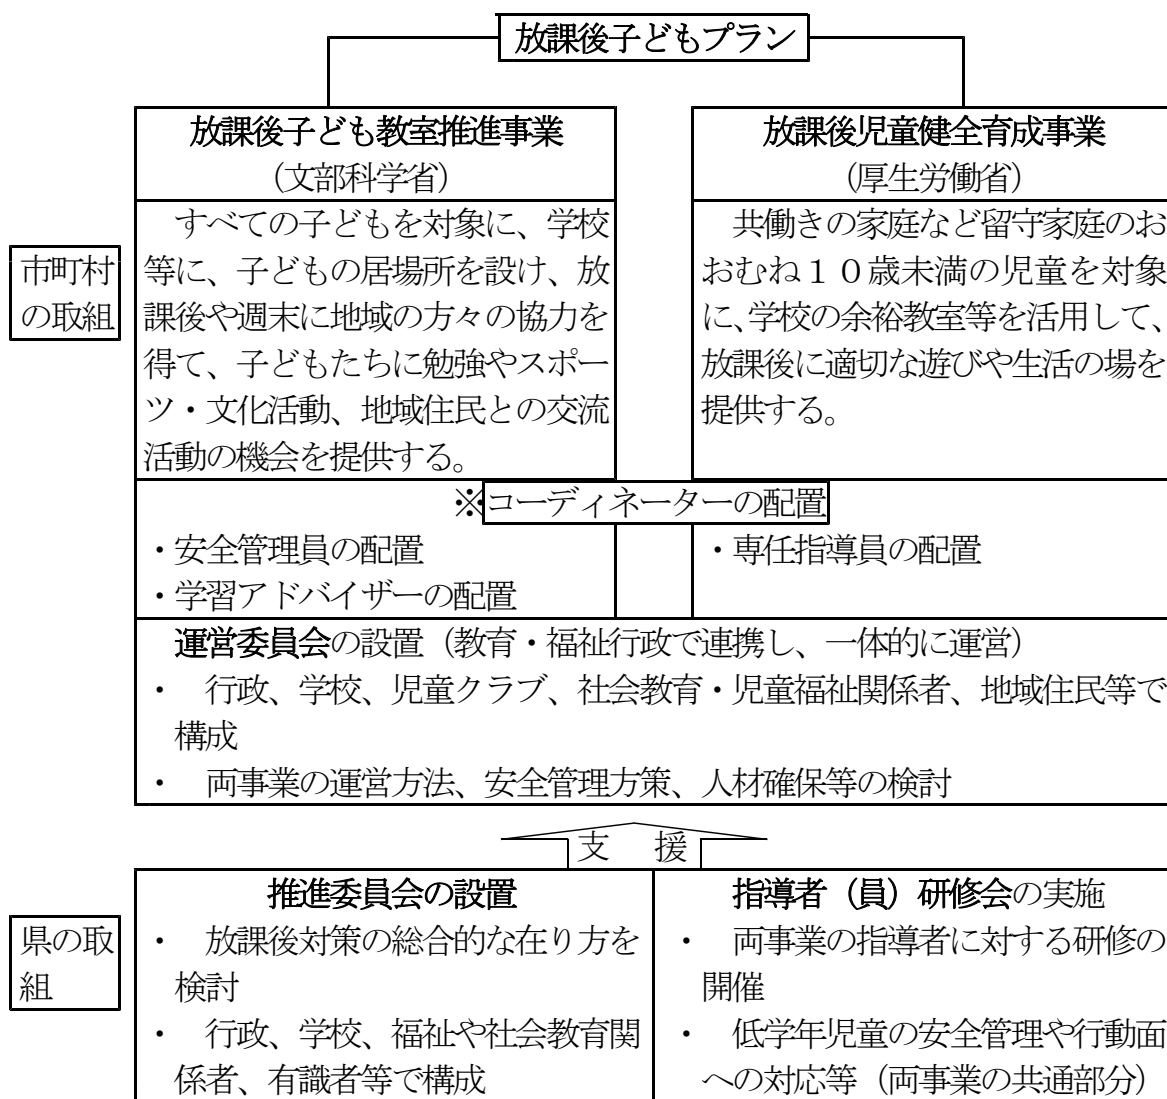 放課後子どもプラン
放課後子ども教室推進事業
（文部科学省）
放課後児童健全育成事業
（厚生労働省）
市町村
の取組
すべての子どもを対象に、学校
等に、子どもの居場所を設け、放
課後や週末に地域の方々の協力を
得て、子どもたちに勉強やスポー
ツ・文化活動、地域住民との交流
活動の機会を提供する。
共働きの家庭など留守家庭のお
おむね１０歳未満の児童を対象
に、学校の余裕教室等を活用して、
放課後に適切な遊びや生活の場を
提供する。
※コーディネーターの配置
・安全管理員の配置
・学習アドバイザーの配置
・専任指導員の配置
運営委員会の設置（教育・福祉行政で連携し、一体的に運営）
・　行政、学校、児童クラブ、社会教育・児童福祉関係者、地域住民等で
構成
・　両事業の運営方法、安全管理方策、人材確保等の検討
支　援
県の取
組
推進委員会の設置
・　放課後対策の総合的な在り方を
検討
・　行政、学校、福祉や社会教育関
係者、有識者等で構成
指導者（員）研修会の実施
・　両事業の指導者に対する研修の
開催
・　低学年児童の安全管理や行動面
への対応等（両事業の共通部分）